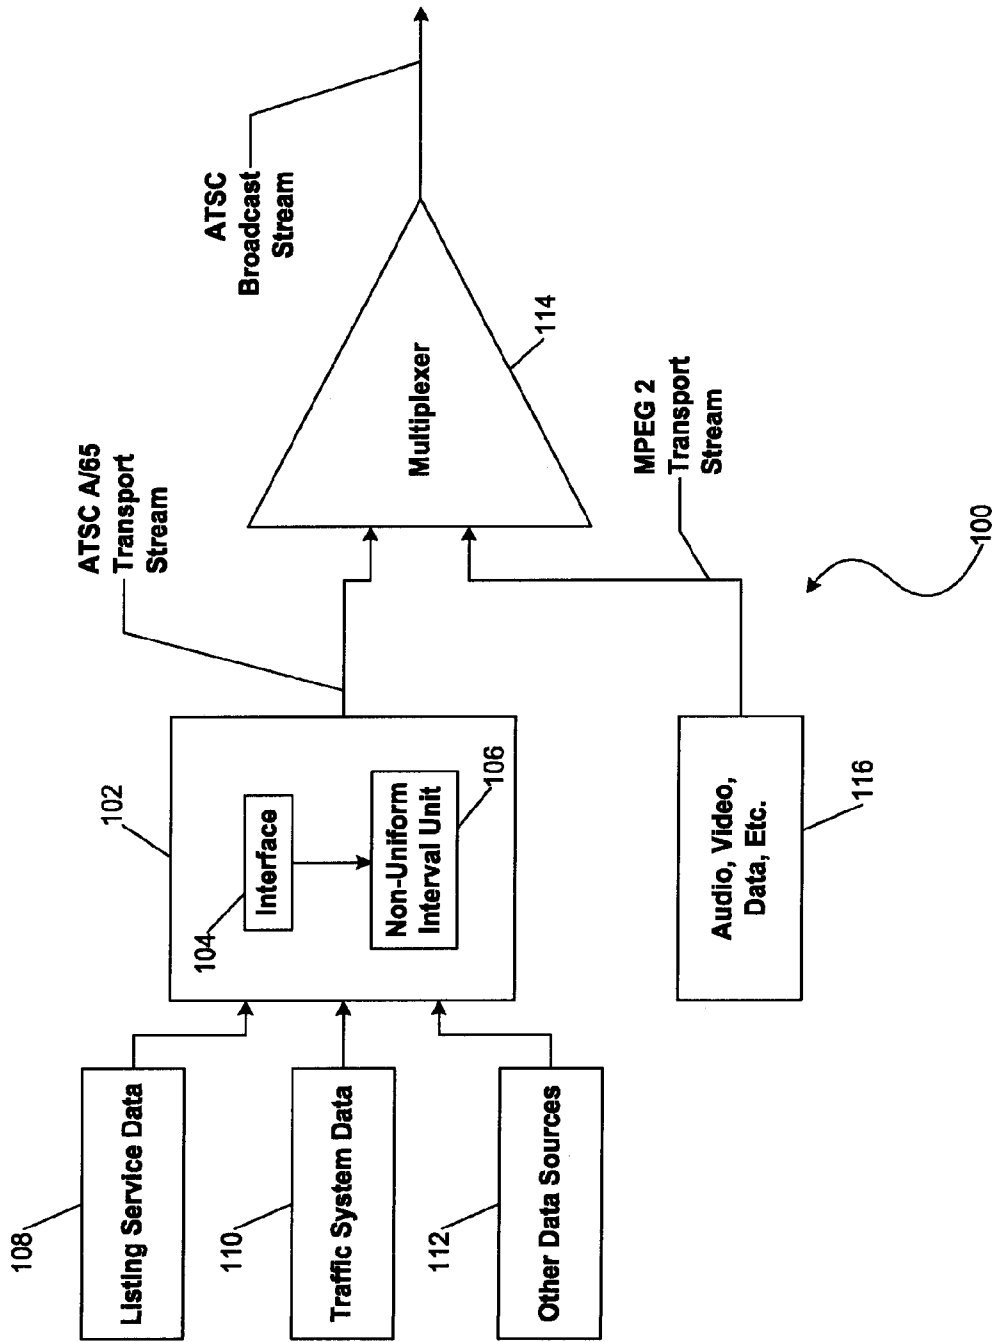 108
Listing Service Data
110
Traffic System Data
112
Other Data Sources
102
104
Interface
Non-Uniform
Interval Unit
106
ATSC A/65
Transport
Stream
Audio, Video,
Data, Etc.
116
MPEG 2
Transport
Stream
Multiplexer
114
ATSC
Broadcast
Stream
100